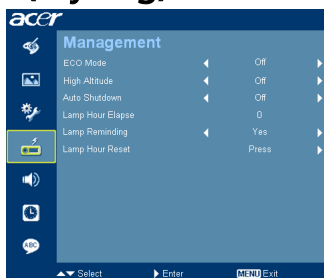 acer
Management
ECO Mode Off
High Altitude Off
Auto Shutdown Off
Lamp Hour Elapse 0
Lamp Reminding Yes
Lamp Hour Reset Press
ABC
Select Enter MENU Exit